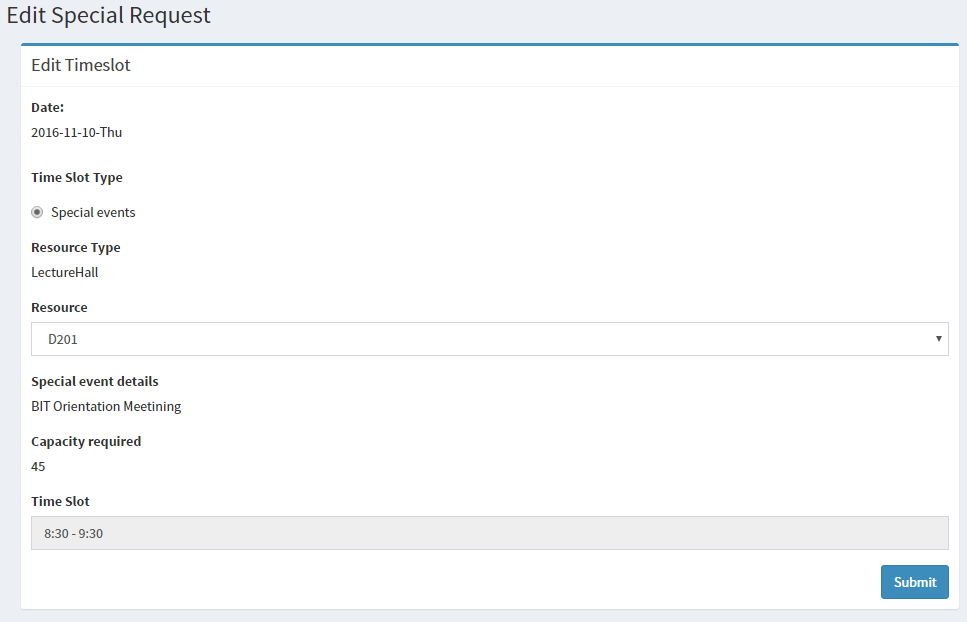 Edit Special Request
Edit Timeslot
Date:
2016-11-10-Thu
Time Slot Type
Special events
Resource Type
LectureHall
Resource
D201
Special event details
BIT Orientation Meetining
Capacity required
45
Time Slot
8:30 - 9:30
Submit